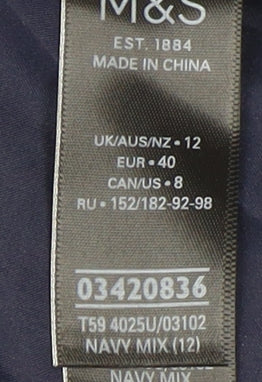 M&S
EST. 1884
MADE IN CHINA
UK/AUS/NZ • 12
EUR • 40
CAN/US • 8
RU • 152/182-92-98
03420836
T59 4025U/03102
NAVY MIX (12)
NAVY MIX